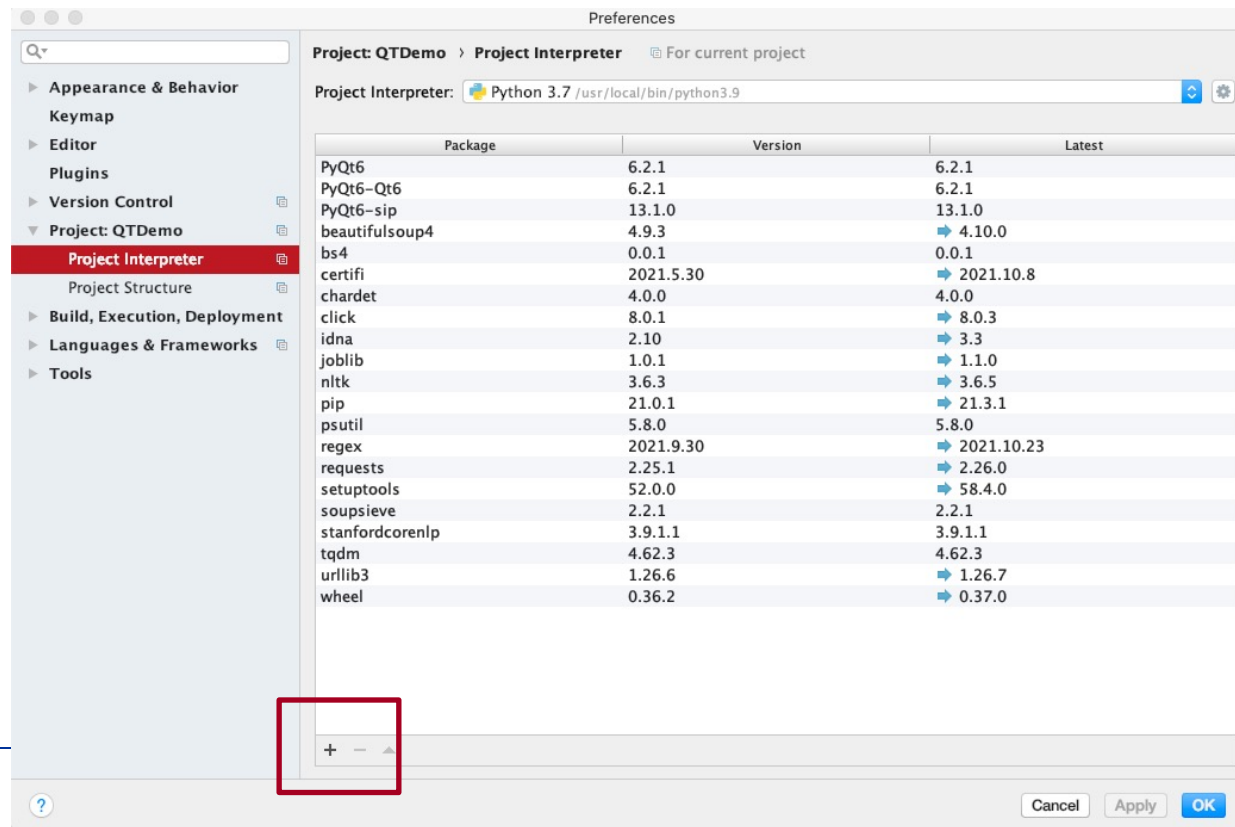 Preferences
Project: QTDemo > Project Interpreter For current project
Appearance & Behavior
Keymap
Editor
Plugins
Version Control
Project: QTDemo
Project Interpreter
Project Structure
Build, Execution, Deployment
Languages & Frameworks
Tools
Project Interpreter: Python 3.7 /usr/local/bin/python3.9
Package Version Latest
PyQt6 6.2.1 6.2.1
PyQt6-Qt6 6.2.1 6.2.1
PyQt6-sip 13.1.0 13.1.0
beautifulsoup4 4.9.3 4.10.0
bs4 0.0.1 0.0.1
certifi 2021.5.30 2021.10.8
chardet 4.0.0 4.0.0
click 8.0.1 8.0.3
idna 2.10 3.3
joblib 1.0.1 1.1.0
nltk 3.6.3 3.6.5
pip 21.0.1 21.3.1
psutil 5.8.0 5.8.0
regex 2021.9.30 2021.10.23
requests 2.25.1 2.26.0
setuptools 52.0.0 58.4.0
soupsieve 2.2.1 2.2.1
stanfordcorenlp 3.9.1.1 3.9.1.1
tqdm 4.62.3 4.62.3
urllib3 1.26.6 1.26.7
wheel 0.36.2 0.37.0
+ −
? Cancel Apply OK